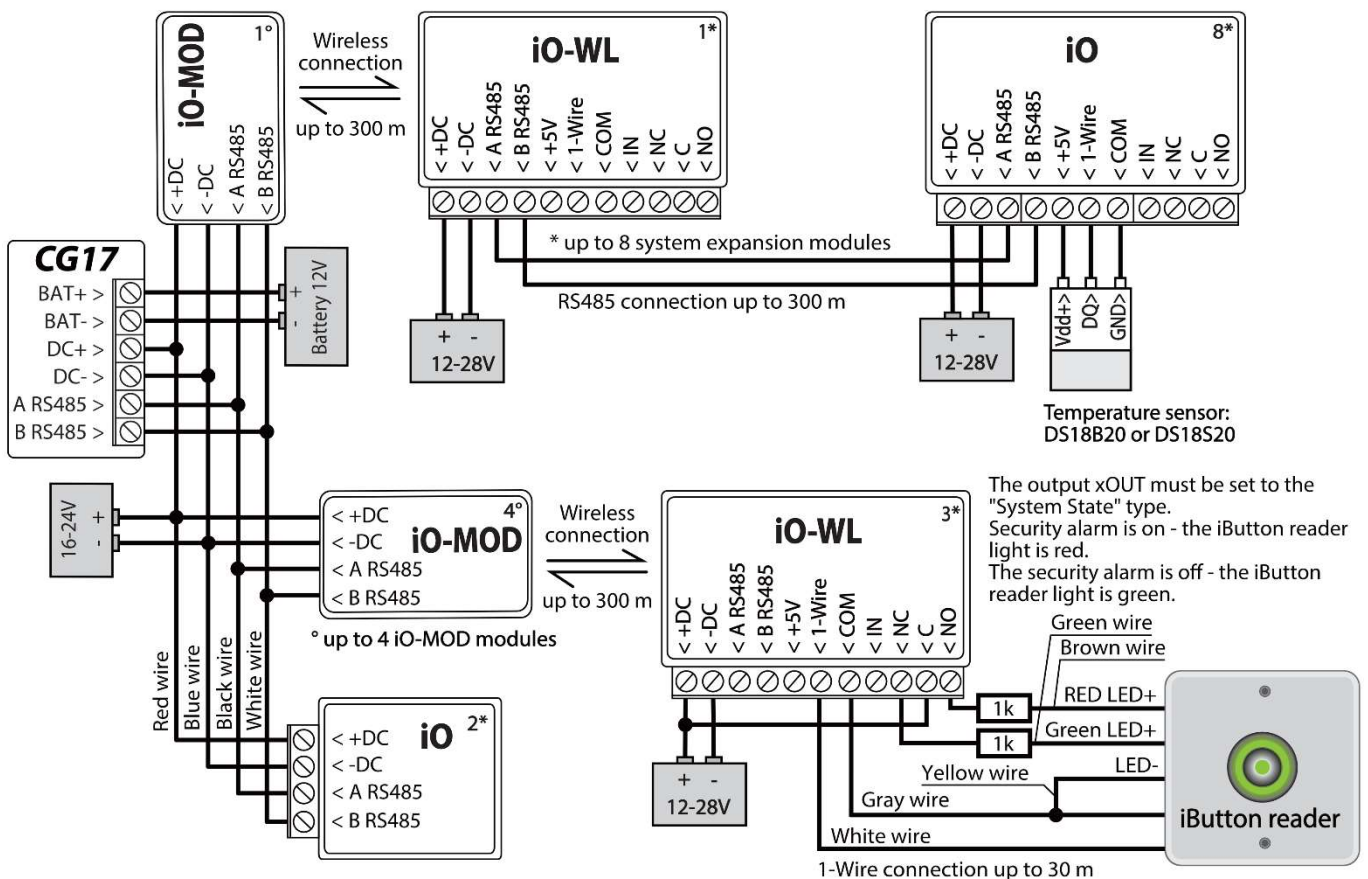 iO-MOD
1°
< +DC
< -DC
< A RS485
< B RS485
Wireless
connection
up to 300 m
iO-WL
1*
< +DC
< -DC
< A RS485
< B RS485
< +5V
< 1-Wire
< COM
< IN
< NC
< C
< NO
iO
8*
< +DC
< -DC
< A RS485
< B RS485
< +5V
< 1-Wire
< COM
< IN
< NC
< C
< NO
* up to 8 system expansion modules
RS485 connection up to 300 m
+ -
12-28V
+ -
12-28V
Vdd+>
DQ>
GND>
Temperature sensor:
DS18B20 or DS18S20
CG17
BAT+ >
BAT- >
DC+ >
DC- >
A RS485 >
B RS485 >
+
-
Battery 12V
16-24V
+
-
< +DC
< -DC
< A RS485
< B RS485
4°
iO-MOD
° up to 4 iO-MOD modules
Wireless
connection
up to 300 m
iO-WL
3*
< +DC
< -DC
< A RS485
< B RS485
< +5V
< 1-Wire
< COM
< IN
< NC
< C
< NO
The output xOUT must be set to the
"System State" type.
Security alarm is on - the iButton reader
light is red.
The security alarm is off - the iButton
reader light is green.
Green wire
Brown wire
1k
RED LED+
1k
Green LED+
LED-
Yellow wire
Gray wire
White wire
1-Wire connection up to 30 m
iButton reader
+ -
12-28V
Red wire
Blue wire
Black wire
White wire
iO
2*
< +DC
< -DC
< A RS485
< B RS485